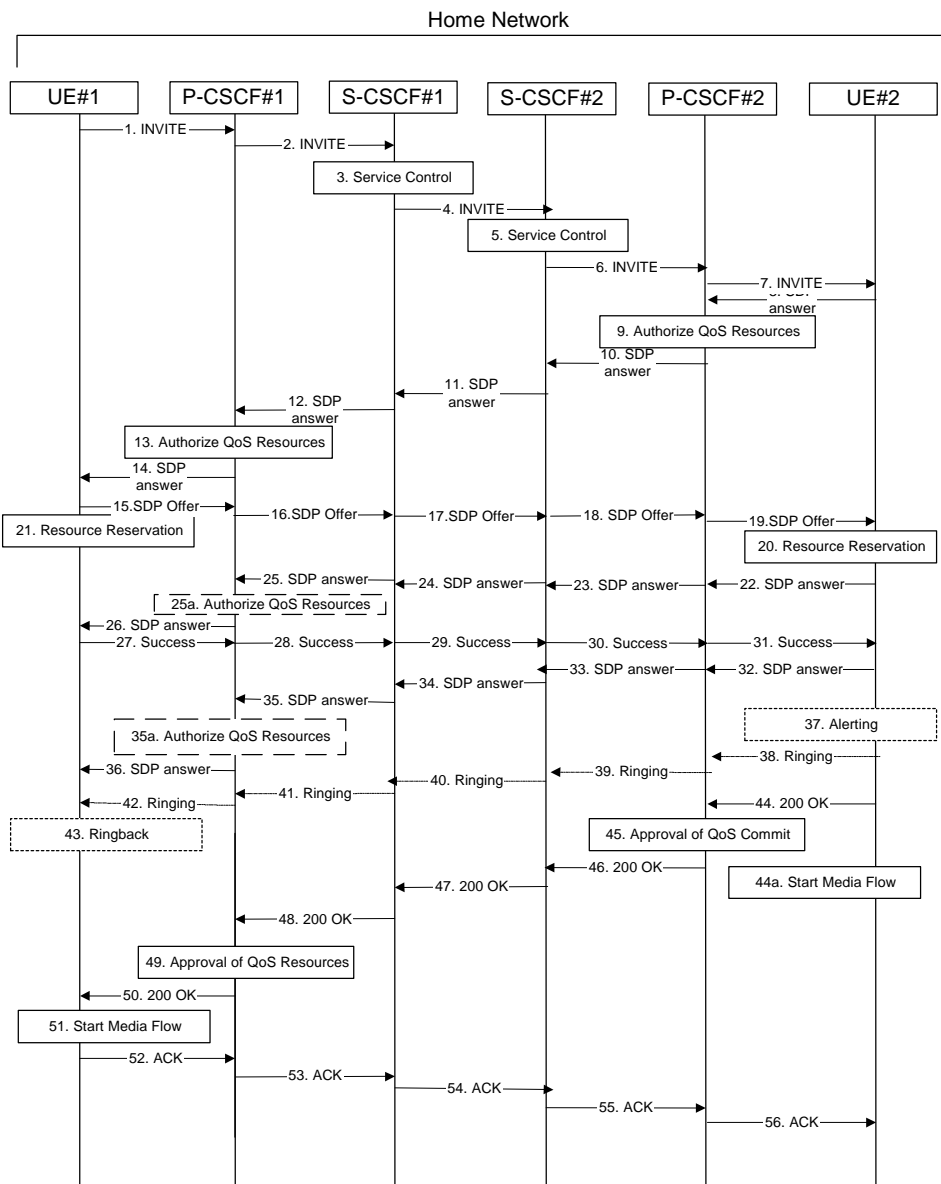 Home Network
UE#1
P-CSCF#1
S-CSCF#1
S-CSCF#2
P-CSCF#2
UE#2
1. INVITE
2. INVITE
3. Service Control
4. INVITE
5. Service Control
6. INVITE
7. INVITE
SDP
answer
9. Authorize QoS Resources
10. SDP
answer
11. SDP
answer
12. SDP
answer
13. Authorize QoS Resources
14. SDP
answer
15.SDP Offer
16.SDP Offer
17.SDP Offer
18. SDP Offer
19.SDP Offer
21. Resource Reservation
20. Resource Reservation
25. SDP answer
24. SDP answer
23. SDP answer
22. SDP answer
25a. Authorize QoS Resources
26. SDP answer
27. Success
28. Success
29. Success
30. Success
31. Success
33. SDP answer
32. SDP answer
34. SDP answer
35. SDP answer
37. Alerting
35a. Authorize QoS Resources
38. Ringing
36. SDP answer
39. Ringing
40. Ringing
41. Ringing
42. Ringing
44. 200 OK
43. Ringback
45. Approval of QoS Commit
46. 200 OK
44a. Start Media Flow
47. 200 OK
48. 200 OK
49. Approval of QoS Resources
50. 200 OK
51. Start Media Flow
52. ACK
53. ACK
54. ACK
55. ACK
56. ACK